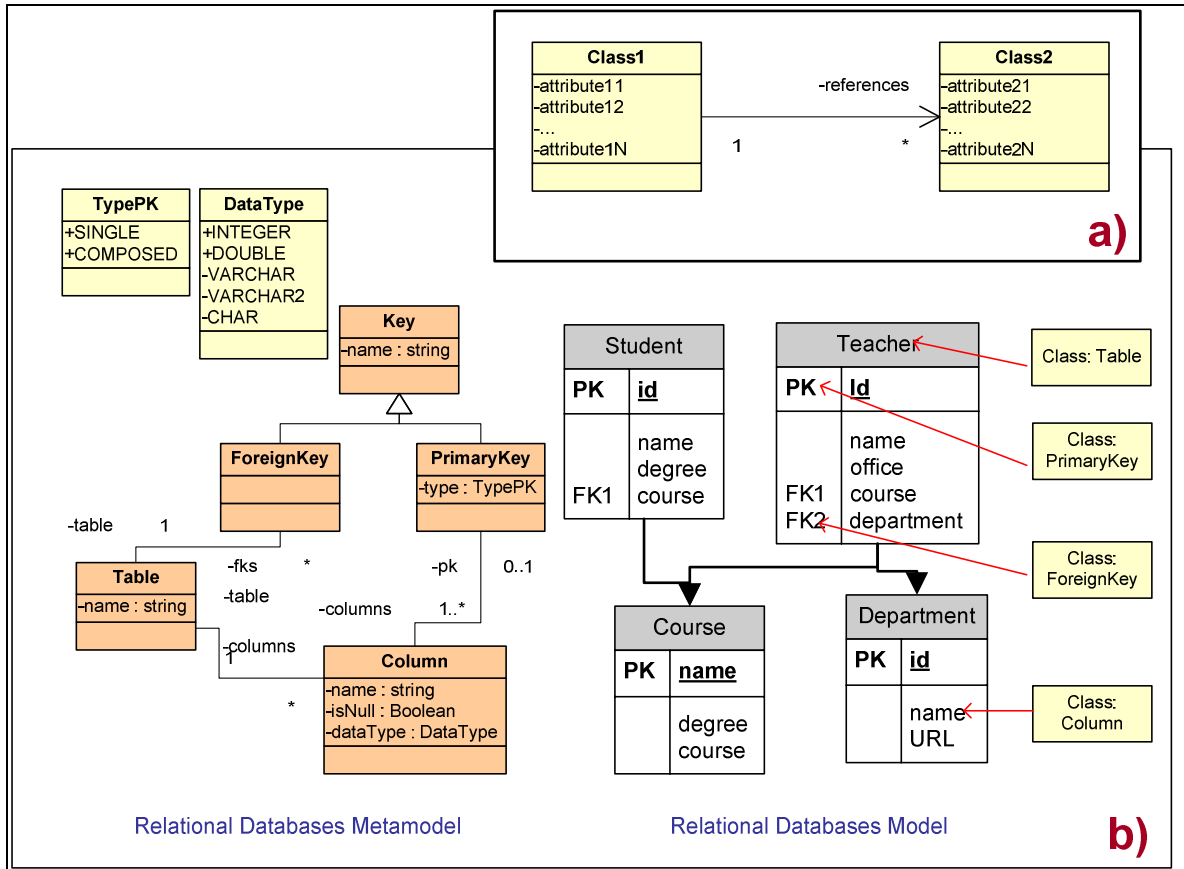 Class1
-attribute11
-attribute12
-...
-attribute1N
-references
1
*
Class2
-attribute21
-attribute22
-...
-attribute2N
a)
TypePK
+SINGLE
+COMPOSED
DataType
+INTEGER
+DOUBLE
-VARCHAR
-VARCHAR2
-CHAR
Key
-name : string
ForeignKey
PrimaryKey
-type : TypePK
-table
1
-fks
*
-pk
0..1
Table
-name : string
-table
-columns
1..*
-columns
1
*
Column
-name : string
-isNull : Boolean
-dataType : DataType
Relational Databases Metamodel
Student
PK
id
name
degree
FK1
course
Teacher
PK
Id
name
office
FK1
course
FK2
department
Course
PK
name
degree
course
Department
PK
id
name
URL
Class: Table
Class:
PrimaryKey
Class:
ForeignKey
Class:
Column
Relational Databases Model
b)